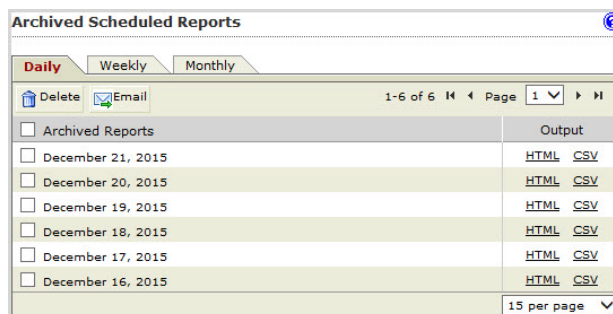 Archived Scheduled Reports
Daily Weekly Monthly
Delete Email 1-6 of 6 Page 1
Archived Reports Output
December 21, 2015 HTML CSV
December 20, 2015 HTML CSV
December 19, 2015 HTML CSV
December 18, 2015 HTML CSV
December 17, 2015 HTML CSV
December 16, 2015 HTML CSV
15 per page